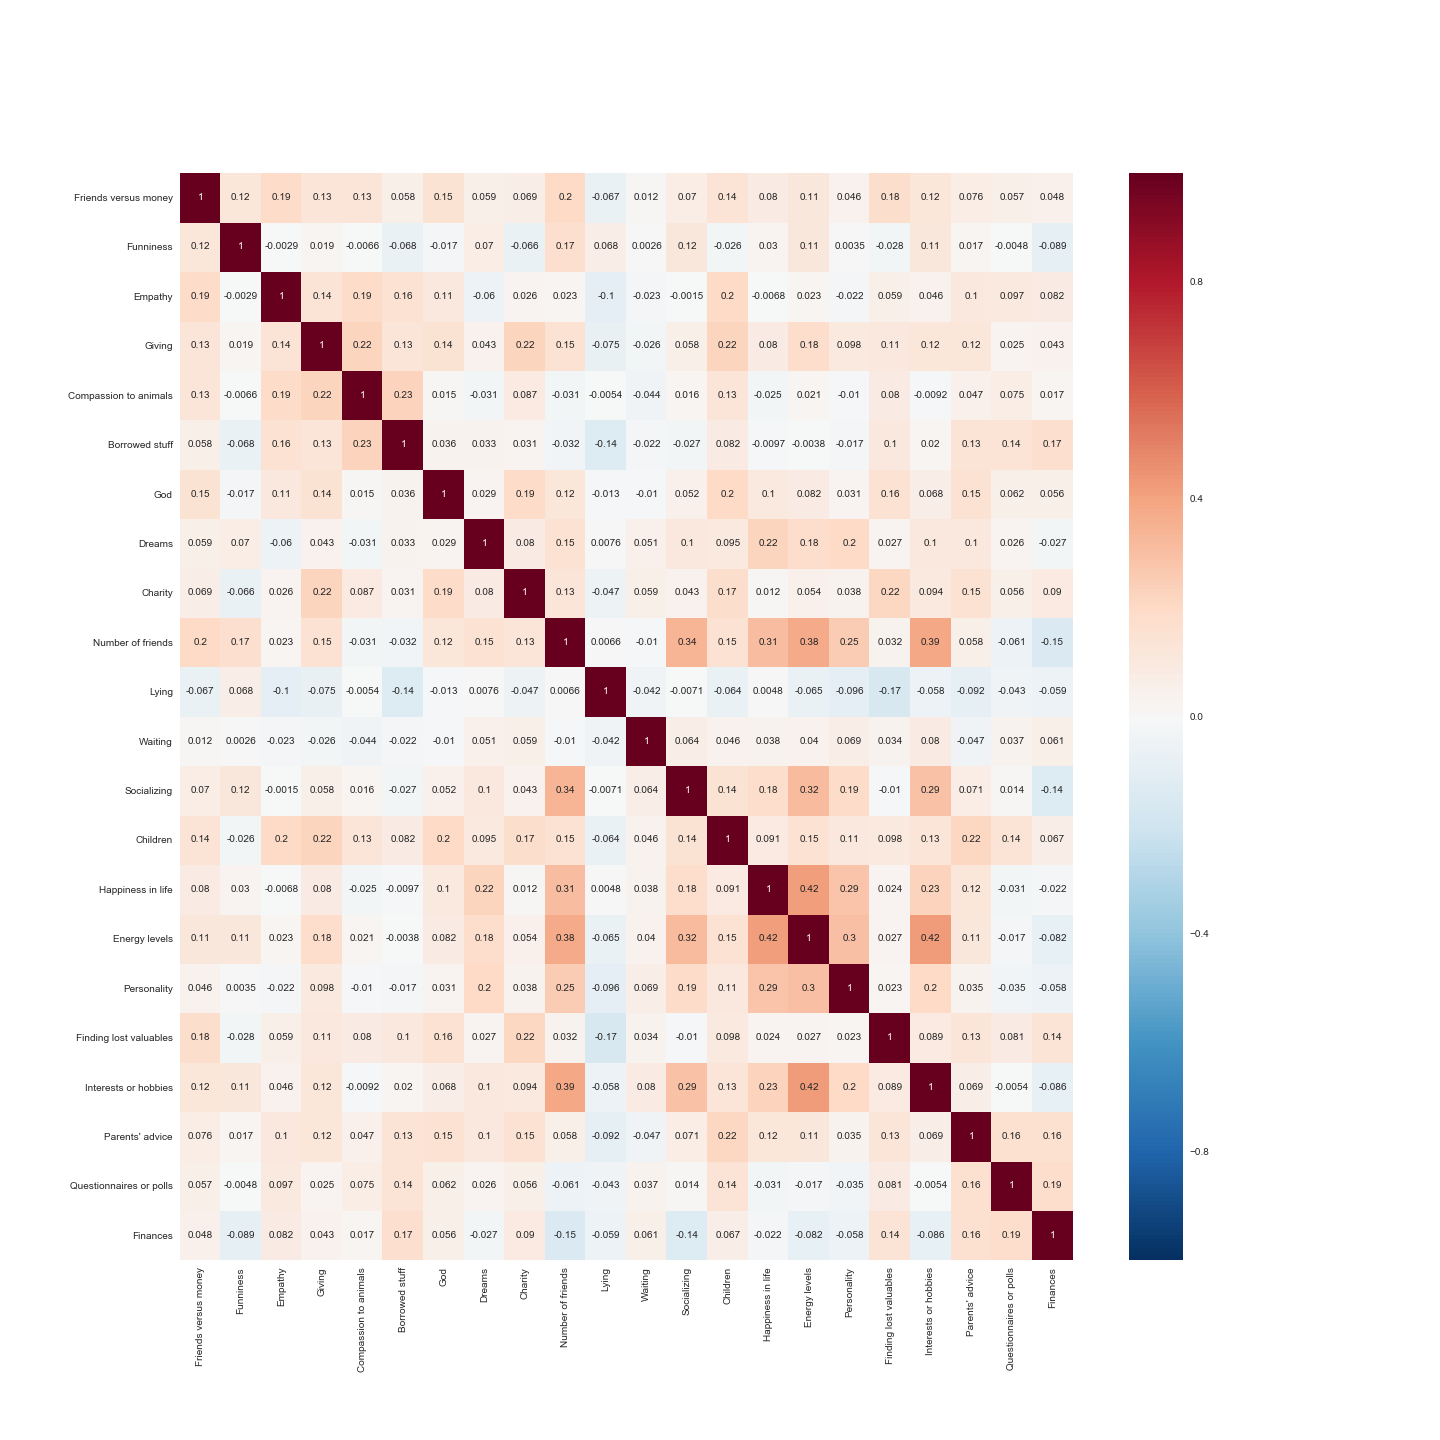 Friends versus money 1 0.12 0.19 0.13 0.13 0.058 0.15 0.059 0.069 0.2 -0.067 0.012 0.07 0.14 0.08 0.11 0.046 0.18 0.12 0.076 0.057 0.048
Funniness 0.12 1 -0.0029 0.019 -0.0066 -0.068 -0.017 0.07 -0.066 0.17 0.068 0.0026 0.12 -0.026 0.03 0.11 0.0035 -0.028 0.11 0.017 -0.0048 -0.089
0.8
Empathy 0.19 -0.0029 1 0.14 0.19 0.16 0.11 -0.06 0.026 0.023 -0.1 -0.023 -0.0015 0.2 -0.0068 0.023 -0.022 0.059 0.046 0.1 0.097 0.082
Giving 0.13 0.019 0.14 1 0.22 0.13 0.14 0.043 0.22 0.15 -0.075 -0.026 0.058 0.22 0.08 0.18 0.098 0.11 0.12 0.12 0.025 0.043
Compassion to animals 0.13 -0.0066 0.19 0.22 1 0.23 0.015 -0.031 0.087 -0.031 -0.0054 -0.044 0.016 0.13 -0.025 0.021 -0.01 0.08 -0.0092 0.047 0.075 0.017
Borrowed stuff 0.058 -0.068 0.16 0.13 0.23 1 0.036 0.033 0.031 -0.032 -0.14 -0.022 -0.027 0.082 -0.0097 -0.0038 -0.017 0.1 0.02 0.13 0.14 0.17
God 0.15 -0.017 0.11 0.14 0.015 0.036 1 0.029 0.19 0.12 -0.013 -0.01 0.052 0.2 0.1 0.082 0.031 0.16 0.068 0.15 0.062 0.056
0.4
Dreams 0.059 0.07 -0.06 0.043 -0.031 0.033 0.029 1 0.08 0.15 0.0076 0.051 0.1 0.095 0.22 0.18 0.2 0.027 0.1 0.1 0.026 -0.027
Charity 0.069 -0.066 0.026 0.22 0.087 0.031 0.19 0.08 1 0.13 -0.047 0.059 0.043 0.17 0.012 0.054 0.038 0.22 0.094 0.15 0.056 0.09
Number of friends 0.2 0.17 0.023 0.15 -0.031 -0.032 0.12 0.15 0.13 1 0.0066 -0.01 0.34 0.15 0.31 0.38 0.25 0.032 0.39 0.058 -0.061 -0.15
Lying -0.067 0.068 -0.1 -0.075 -0.0054 -0.14 -0.013 0.0076 -0.047 0.0066 1 -0.042 -0.0071 -0.064 0.0048 -0.065 -0.096 -0.17 -0.058 -0.092 -0.043 -0.059
0.0
Waiting 0.012 0.0026 -0.023 -0.026 -0.044 -0.022 -0.01 0.051 0.059 -0.01 -0.042 1 0.064 0.046 0.038 0.04 0.069 0.034 0.08 -0.047 0.037 0.061
Socializing 0.07 0.12 -0.0015 0.058 0.016 -0.027 0.052 0.1 0.043 0.34 -0.0071 0.064 1 0.14 0.18 0.32 0.19 -0.01 0.29 0.071 0.014 -0.14
Children 0.14 -0.026 0.2 0.22 0.13 0.082 0.2 0.095 0.17 0.15 -0.064 0.046 0.14 1 0.091 0.15 0.11 0.098 0.13 0.22 0.14 0.067
Happiness in life 0.08 0.03 -0.0068 0.08 -0.025 -0.0097 0.1 0.22 0.012 0.31 0.0048 0.038 0.18 0.091 1 0.42 0.29 0.024 0.23 0.12 -0.031 -0.022
−0.4
Energy levels 0.11 0.11 0.023 0.18 0.021 -0.0038 0.082 0.18 0.054 0.38 -0.065 0.04 0.32 0.15 0.42 1 0.3 0.027 0.42 0.11 -0.017 -0.082
Personality 0.046 0.0035 -0.022 0.098 -0.01 -0.017 0.031 0.2 0.038 0.25 -0.096 0.069 0.19 0.11 0.29 0.3 1 0.023 0.2 0.035 -0.035 -0.058
Finding lost valuables 0.18 -0.028 0.059 0.11 0.08 0.1 0.16 0.027 0.22 0.032 -0.17 0.034 -0.01 0.098 0.024 0.027 0.023 1 0.089 0.13 0.081 0.14
Interests or hobbies 0.12 0.11 0.046 0.12 -0.0092 0.02 0.068 0.1 0.094 0.39 -0.058 0.08 0.29 0.13 0.23 0.42 0.2 0.089 1 0.069 -0.0054 -0.086
Parents' advice 0.076 0.017 0.1 0.12 0.047 0.13 0.15 0.1 0.15 0.058 -0.092 -0.047 0.071 0.22 0.12 0.11 0.035 0.13 0.069 1 0.16 0.16
−0.8
Questionnaires or polls 0.057 -0.0048 0.097 0.025 0.075 0.14 0.062 0.026 0.056 -0.061 -0.043 0.037 0.014 0.14 -0.031 -0.017 -0.035 0.081 -0.0054 0.16 1 0.19
Finances 0.048 -0.089 0.082 0.043 0.017 0.17 0.056 -0.027 0.09 -0.15 -0.059 0.061 -0.14 0.067 -0.022 -0.082 -0.058 0.14 -0.086 0.16 0.19 1
Friends versus money
Funniness
Empathy
Giving
Compassion to animals
Borrowed stuff
God
Dreams
Charity
Number of friends
Lying
Waiting
Socializing
Children
Happiness in life
Energy levels
Personality
Finding lost valuables
Interests or hobbies
Parents' advice
Questionnaires or polls
Finances